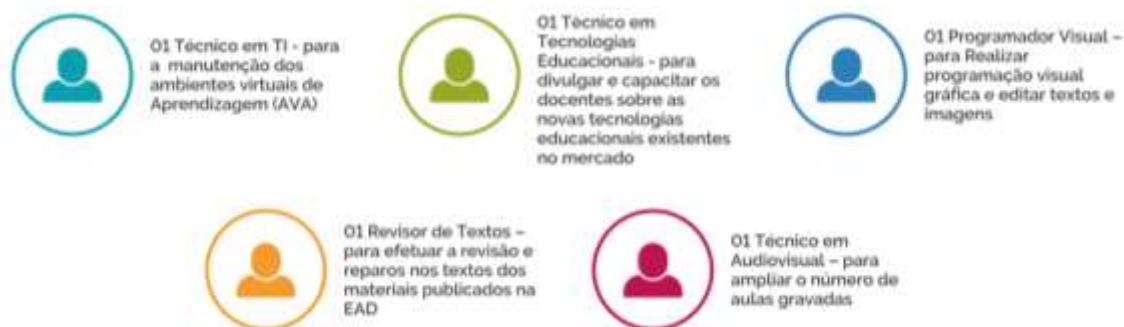 01 Técnico em TI - para
a manutenção dos
ambientes virtuais de
Aprendizagem (AVA)
01 Técnico em
Tecnologias
Educacionais - para
divulgar e capacitar os
docentes sobre as
novas tecnologias
educacionais existentes
no mercado
01 Programador Visual –
para Realizar
programação visual
gráfica e editar textos e
imagens
01 Revisor de Textos –
para efetuar a revisão e
reparos nos textos dos
materiais publicados na
EAD
01 Técnico em
Audiovisual – para
ampliar o número de
aulas gravadas